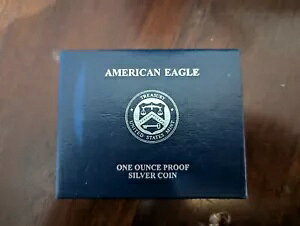 AMERICAN EAGLE
TREASURY
UNITED STATES MINT
ONE OUNCE PROOF
SILVER COIN